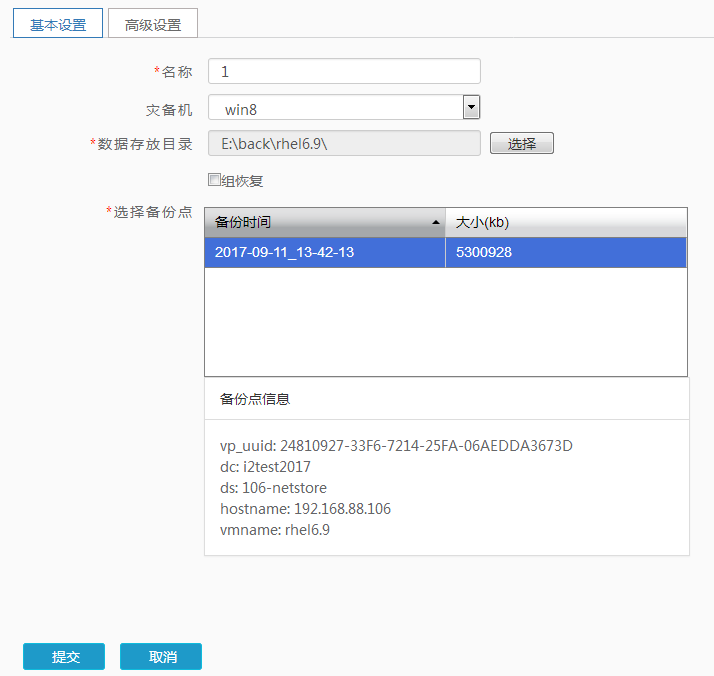 基本设置 高级设置
*名称 1
灾备机 win8
*数据存放目录 E:\back\rhel6.9\ 选择
组恢复
*选择备份点 备份时间 大小(kb)
2017-09-11_13-42-13 5300928
备份点信息
vp_uuid: 24810927-33F6-7214-25FA-06AEDDA3673D
dc: i2test2017
ds: 106-netstore
hostname: 192.168.88.106
vmname: rhel6.9
提交 取消